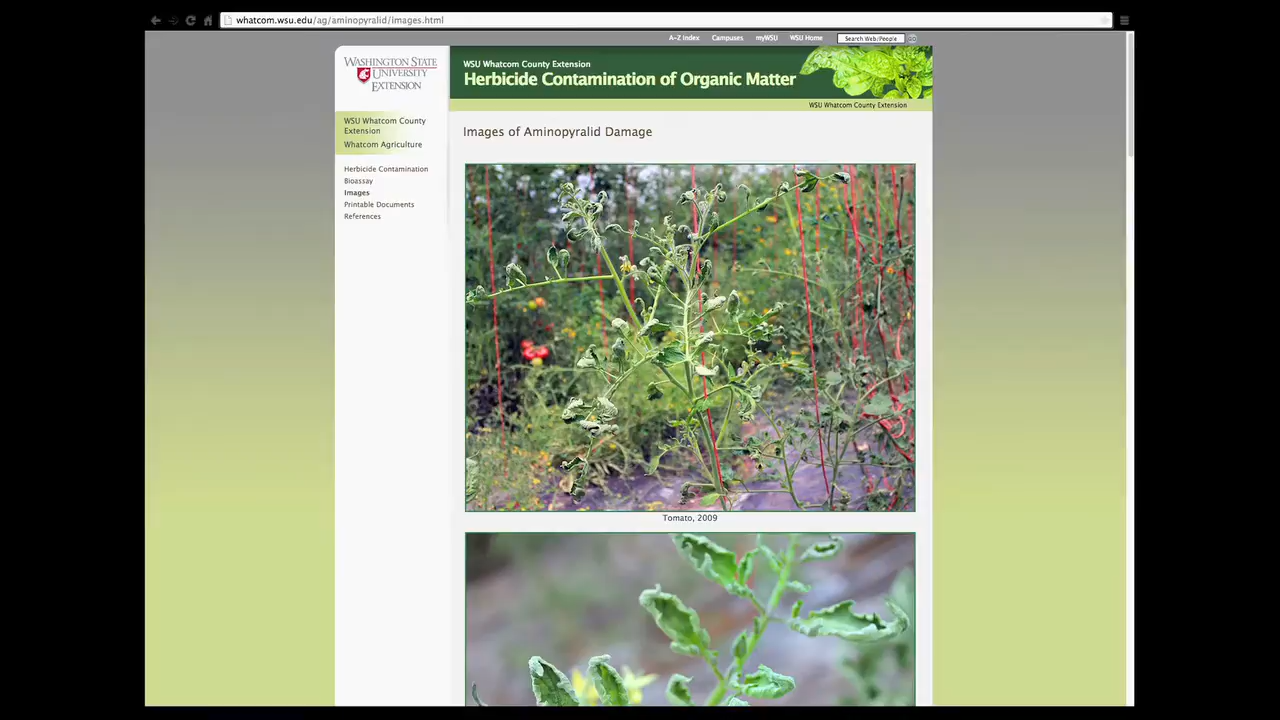 whatcom.wsu.edu/ag/aminopyralid/images.html
A-Z Index Campuses myWSU WSU Home Search Web/People
WASHINGTON STATE
UNIVERSITY
EXTENSION
WSU Whatcom County Extension
Herbicide Contamination of Organic Matter
WSU Whatcom County Extension
WSU Whatcom County
Extension
Whatcom Agriculture
Herbicide Contamination
Bioassay
Images
Printable Documents
References
Images of Aminopyralid Damage
Tomato, 2009